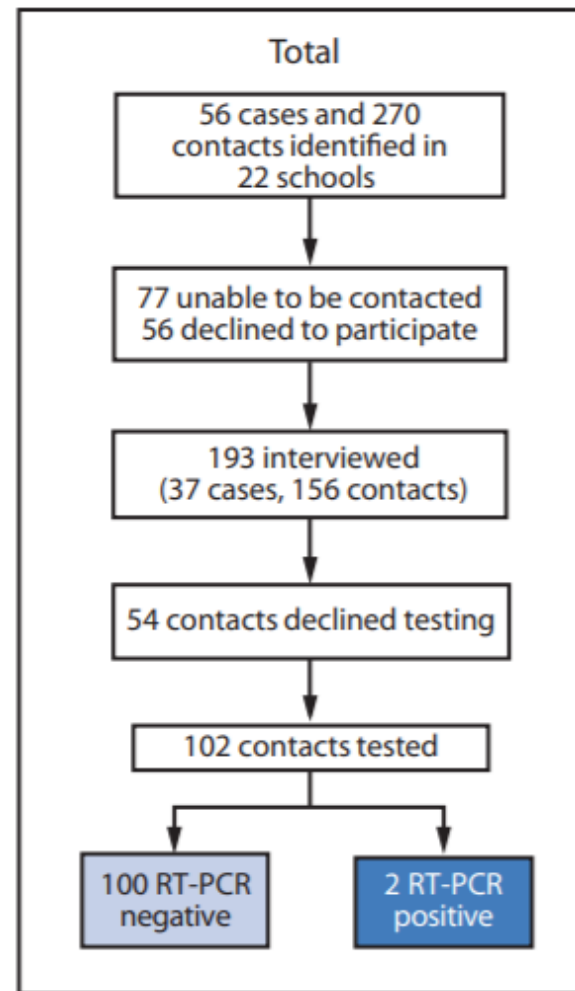 Total
56 cases and 270
contacts identified in
22 schools
77 unable to be contacted
56 declined to participate
193 interviewed
(37 cases, 156 contacts)
54 contacts declined testing
102 contacts tested
100 RT-PCR
negative
2 RT-PCR
positive